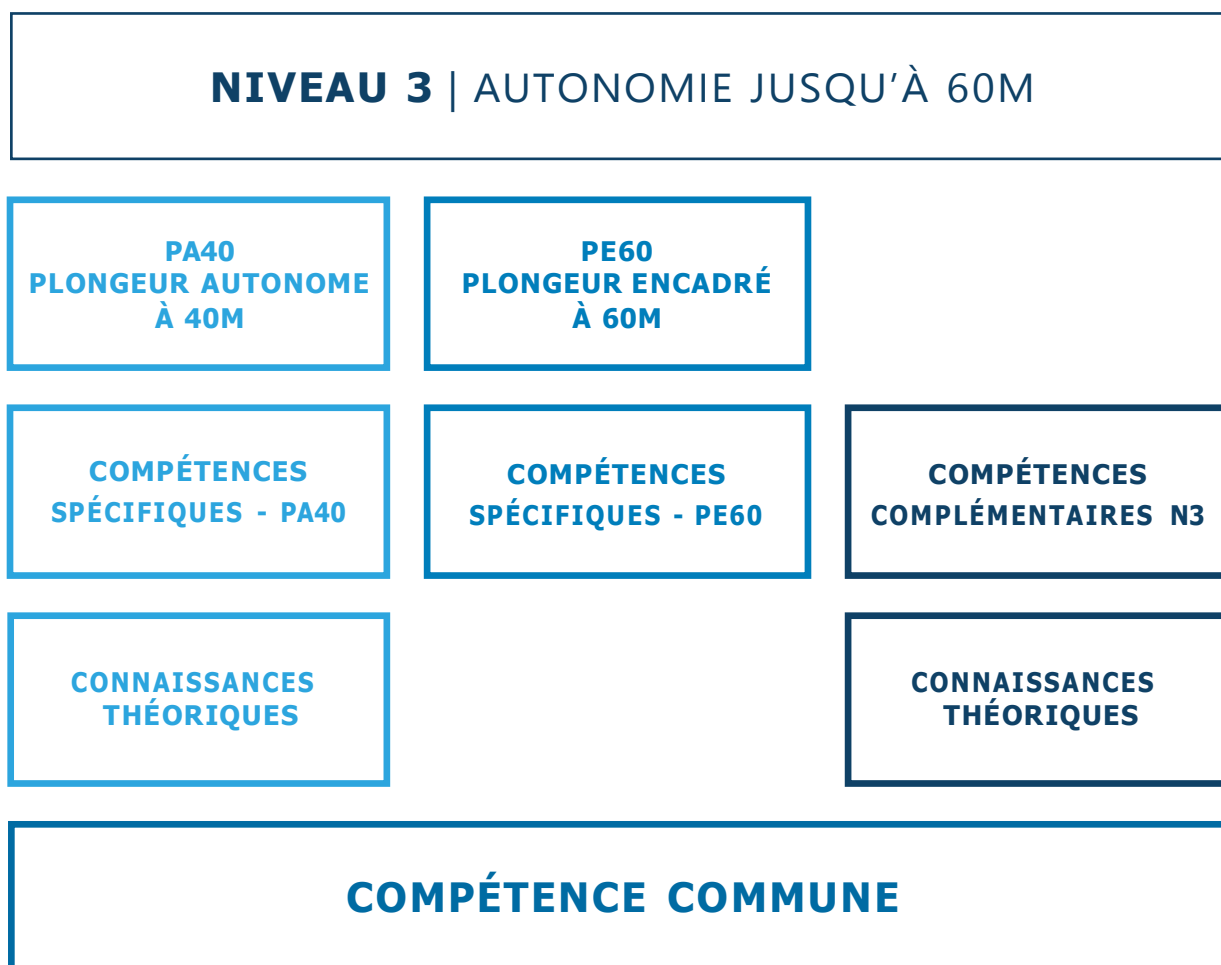 NIVEAU 3 | AUTONOMIE JUSQU'À 60M
PA40
PLONGEUR AUTONOME
À 40M
PE60
PLONGEUR ENCADRÉ
À 60M
COMPÉTENCES
SPÉCIFIQUES - PA40
COMPÉTENCES
SPÉCIFIQUES - PE60
COMPÉTENCES
COMPLÉMENTAIRES N3
CONNAISSANCES
THÉORIQUES
CONNAISSANCES
THÉORIQUES
COMPÉTENCE COMMUNE